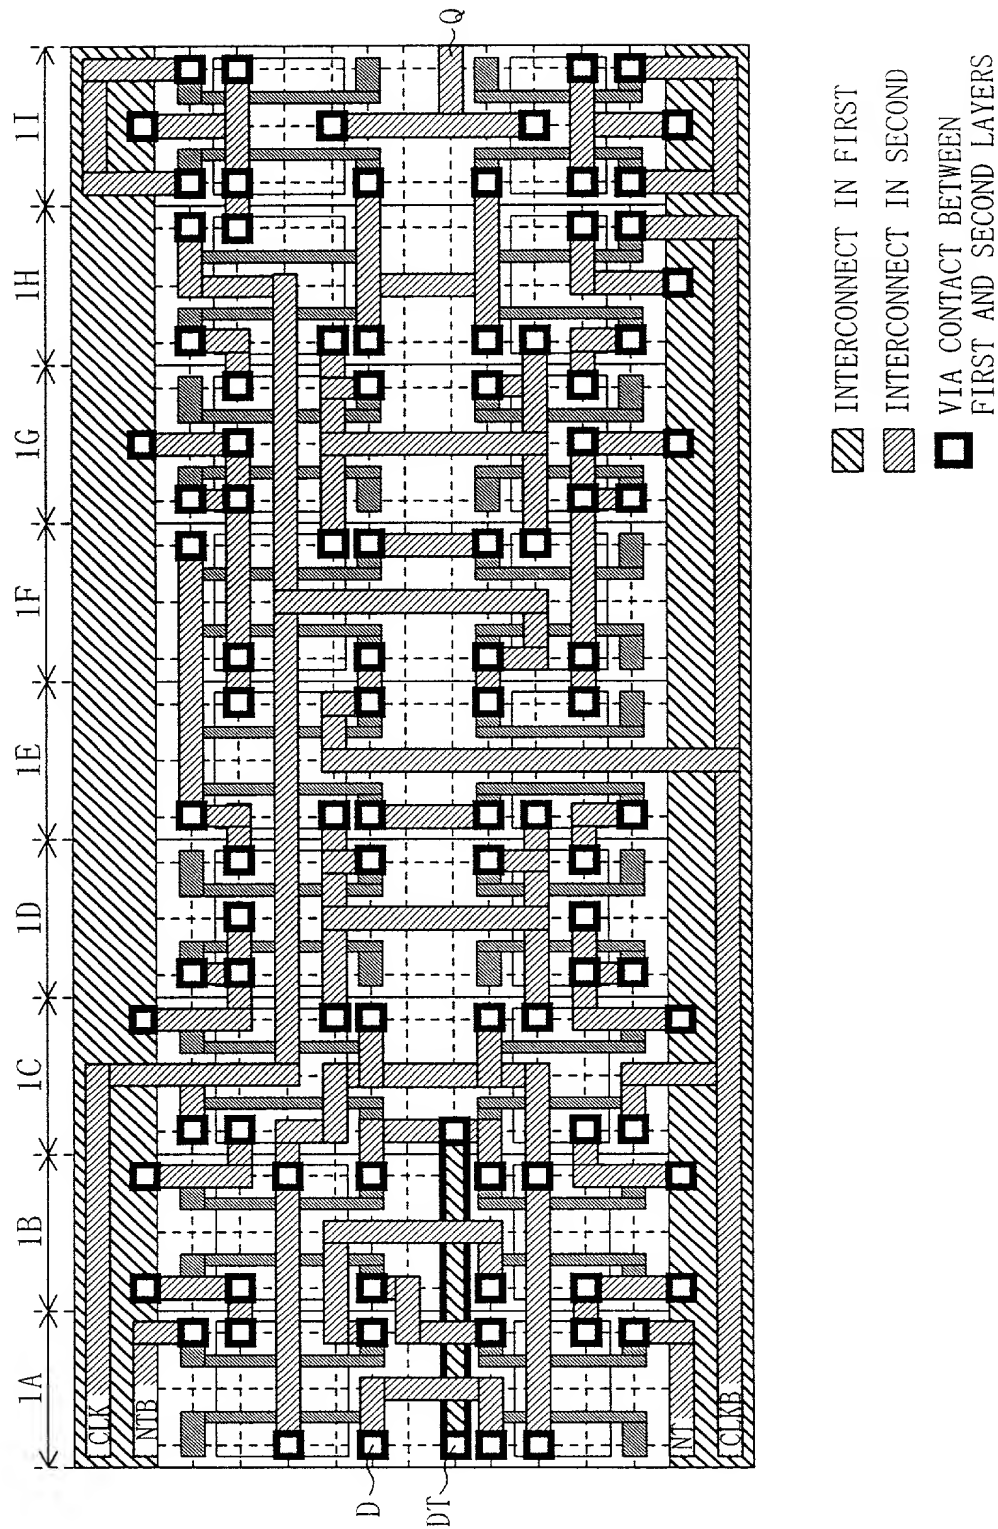 1A
1B
1C
1D
1E
1F
1G
1H
1I
CLK
NTB
D
DT
Q
NT
CLKB
INTERCONNECT IN FIRST
INTERCONNECT IN SECOND
VIA CONTACT BETWEEN
FIRST AND SECOND LAYERS